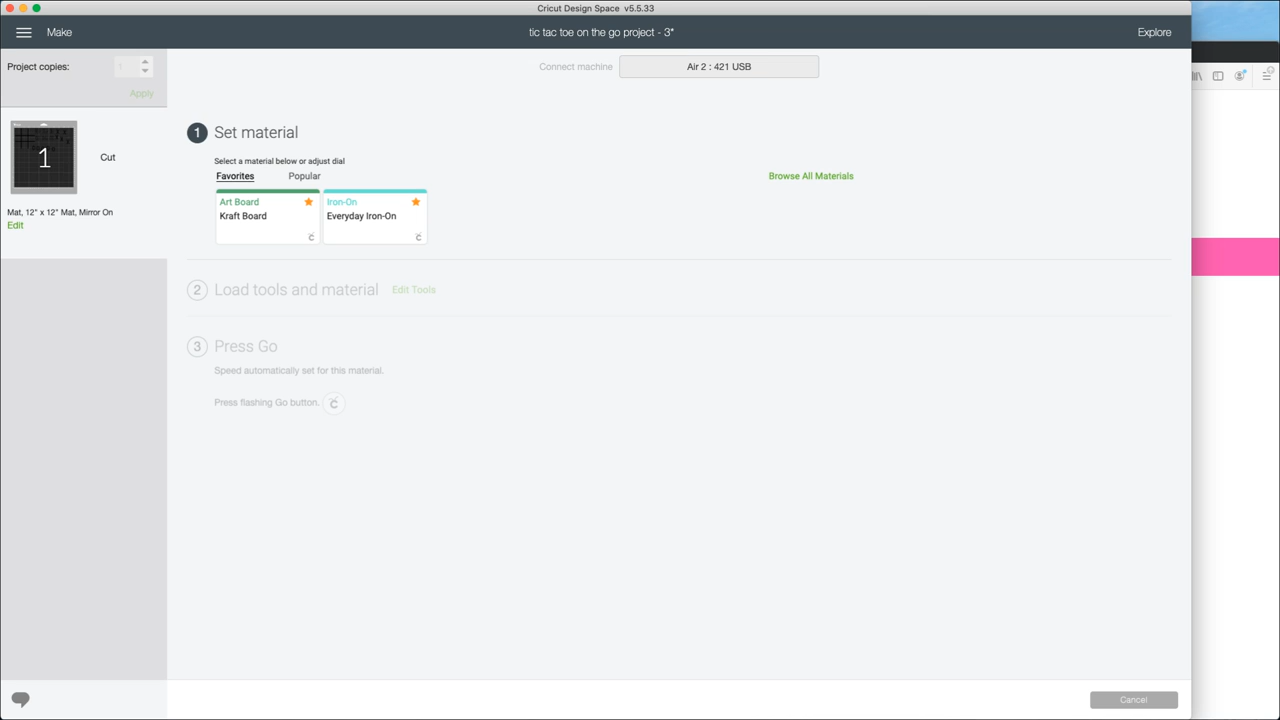 Cricut Design Space v5.5.33
Make
tic tac toe on the go project - 3*
Explore
Project copies:
1
Apply
Connect machine
Air 2 : 421 USB
1
Set material
Select a material below or adjust dial
Favorites
Popular
Browse All Materials
Art Board
Kraft Board
Iron-On
Everyday Iron-On
1
Cut
Mat, 12" x 12" Mat, Mirror On
Edit
2
Load tools and material
Edit Tools
3
Press Go
Speed automatically set for this material.
Press flashing Go button.
Cancel